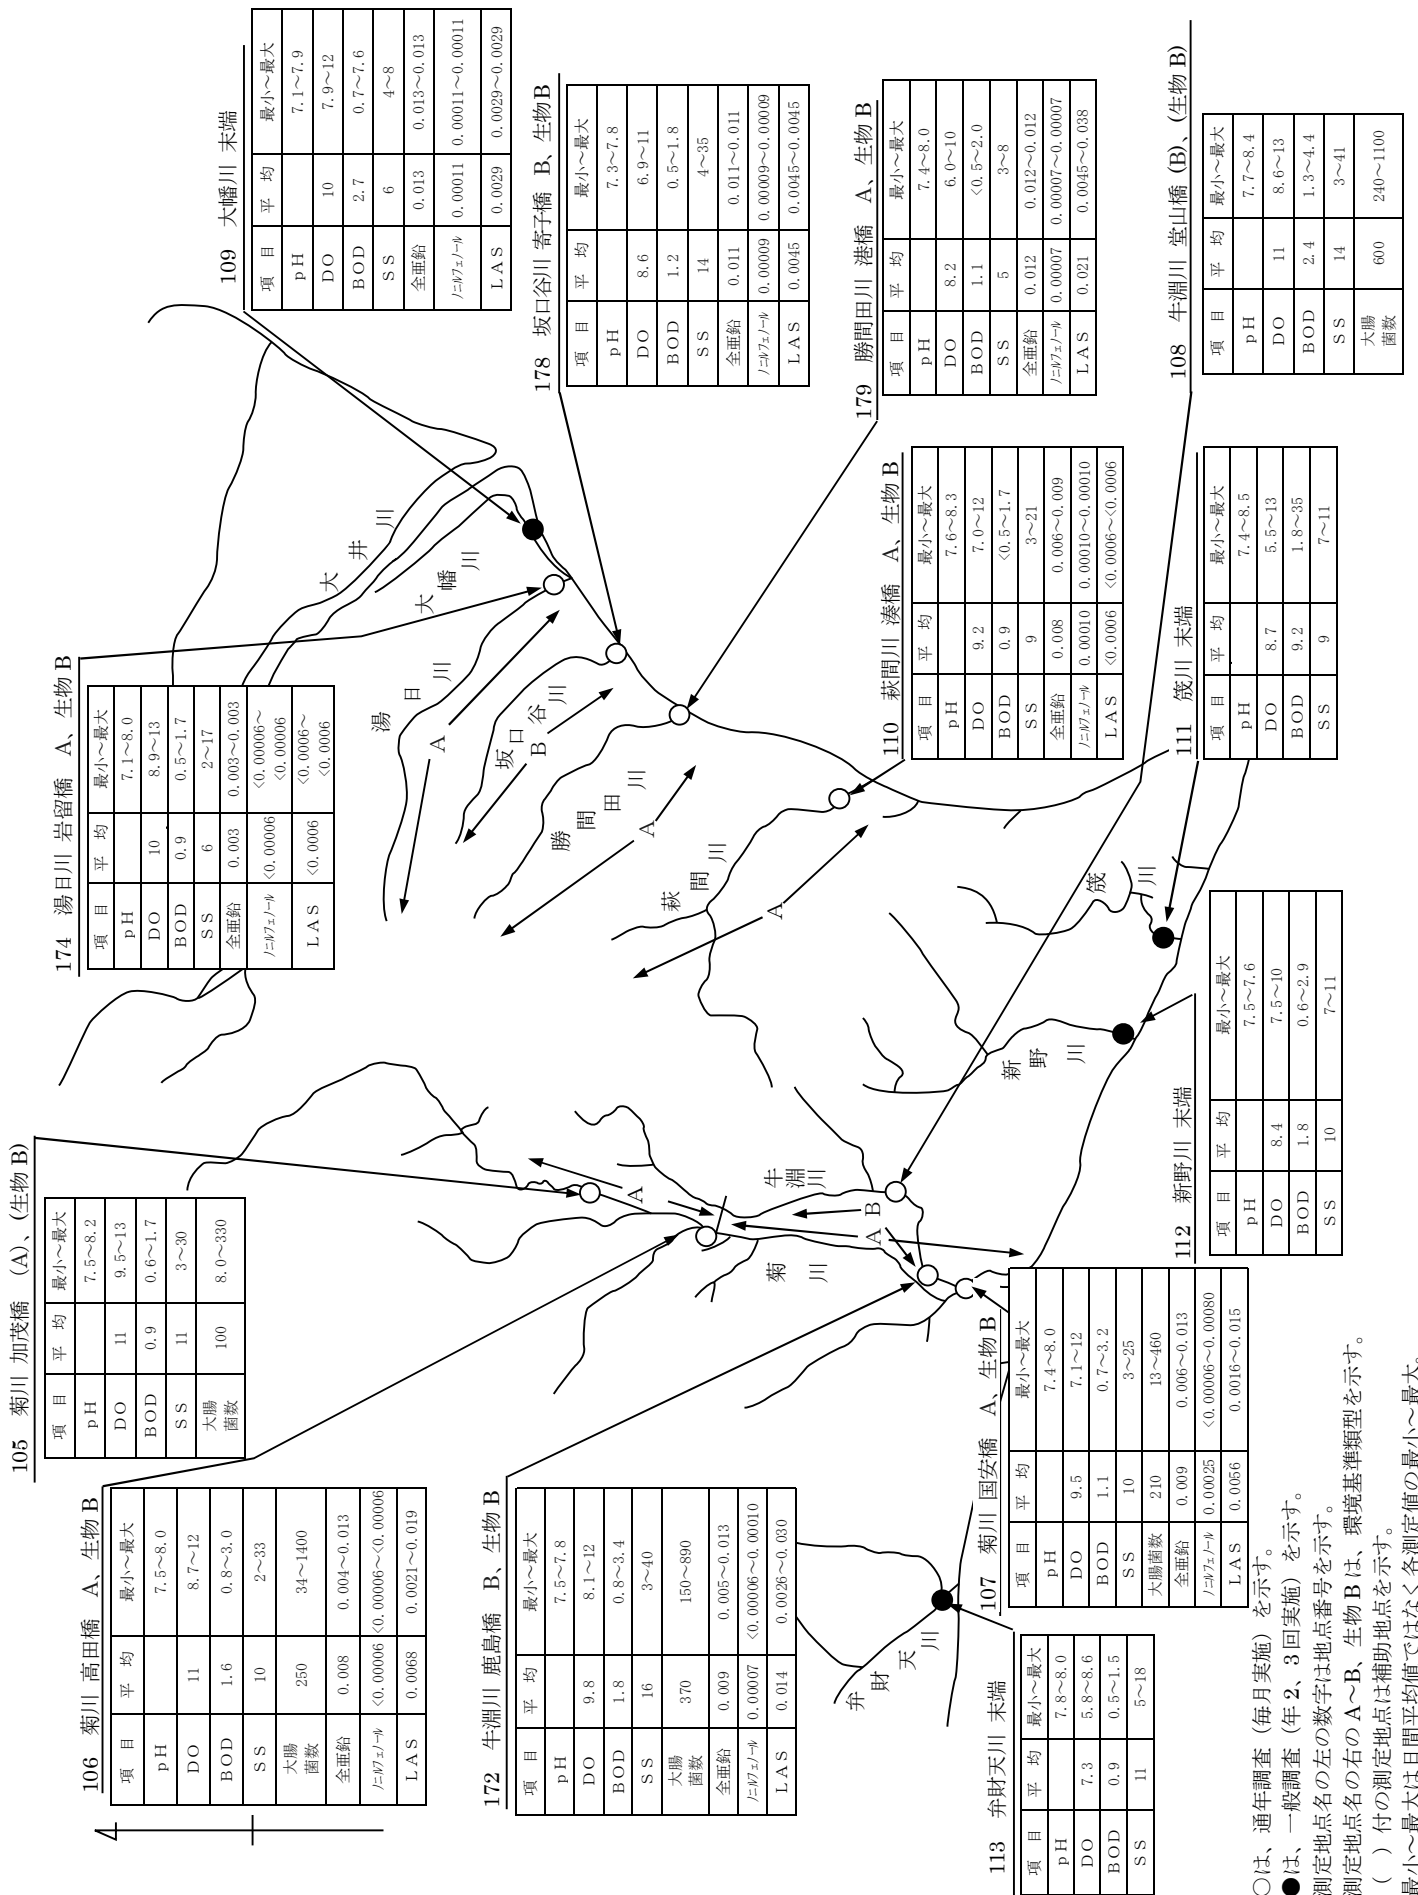 105　菊川 加茂橋　（A）、（生物 B）
項　目　平　均　最小～最大
pH　7.5～8.2
DO　11　9.5～13
BOD　0.9　0.6～1.7
SS　11　3～30
大腸
菌数　100　8.0～330
174　湯日川 岩留橋　A、生物 B
項　目　平　均　最小～最大
pH　7.1～8.0
DO　10　8.9～13
BOD　0.9　0.5～1.7
SS　6　2～17
全亜鉛　0.003　0.003～0.003
ﾉﾆﾙﾌｪﾉｰﾙ　<0.00006　<0.00006～
<0.00006
LAS　<0.0006　<0.0006～
<0.0006
109　大幡川 末端
項　目　平　均　最小～最大
pH　7.1～7.9
DO　10　7.9～12
BOD　2.7　0.7～7.6
SS　6　4～8
全亜鉛　0.013　0.013～0.013
ﾉﾆﾙﾌｪﾉｰﾙ　0.00011　0.00011～0.00011
LAS　0.0029　0.0029～0.0029
106　菊川 高田橋　A、生物 B
項　目　平　均　最小～最大
pH　7.5～8.0
DO　11　8.7～12
BOD　1.6　0.8～3.0
SS　10　2～33
大腸
菌数　250　34～1400
全亜鉛　0.008　0.004～0.013
ﾉﾆﾙﾌｪﾉｰﾙ　<0.00006　<0.00006～<0.00006
LAS　0.0068　0.0021～0.019
178　坂口谷川 寄子橋　B、生物 B
項　目　平　均　最小～最大
pH　7.3～7.8
DO　8.6　6.9～11
BOD　1.2　0.5～1.8
SS　14　4～35
全亜鉛　0.011　0.011～0.011
ﾉﾆﾙﾌｪﾉｰﾙ　0.00009　0.00009～0.00009
LAS　0.0045　0.0045～0.0045
172　牛淵川 鹿島橋　B、生物 B
項　目　平　均　最小～最大
pH　7.5～7.8
DO　9.8　8.1～12
BOD　1.8　0.8～3.4
SS　16　3～40
大腸
菌数　370　150～890
全亜鉛　0.009　0.005～0.013
ﾉﾆﾙﾌｪﾉｰﾙ　0.00007　<0.00006～0.00010
LAS　0.014　0.0026～0.030
179　勝間田川 港橋　A、生物 B
項　目　平　均　最小～最大
pH　7.4～8.0
DO　8.2　6.0～10
BOD　1.1　<0.5～2.0
SS　5　3～8
全亜鉛　0.012　0.012～0.012
ﾉﾆﾙﾌｪﾉｰﾙ　0.00007　0.00007～0.00007
LAS　0.021　0.0045～0.038
110　萩間川 湊橋　A、生物 B
項　目　平　均　最小～最大
pH　7.6～8.3
DO　9.2　7.0～12
BOD　0.9　<0.5～1.7
SS　9　3～21
全亜鉛　0.008　0.006～0.009
ﾉﾆﾙﾌｪﾉｰﾙ　0.00010　0.00010～0.00010
LAS　<0.0006　<0.0006～<0.0006
108　牛淵川 堂山橋（B）、（生物 B）
項　目　平　均　最小～最大
pH　7.7～8.4
DO　11　8.6～13
BOD　2.4　1.3～4.4
SS　14　3～41
大腸
菌数　600　240～1100
111　筬川 末端
項　目　平　均　最小～最大
pH　7.4～8.5
DO　8.7　5.5～13
BOD　9.2　1.8～35
SS　9　7～11
112　新野川 末端
項　目　平　均　最小～最大
pH　7.5～7.6
DO　8.4　7.5～10
BOD　1.8　0.6～2.9
SS　10　7～11
107　菊川 国安橋　A、生物 B
項　目　平　均　最小～最大
pH　7.4～8.0
DO　9.5　7.1～12
BOD　1.1　0.7～3.2
SS　10　3～25
大腸菌数　210　13～460
全亜鉛　0.009　0.006～0.013
ﾉﾆﾙﾌｪﾉｰﾙ　0.00025　<0.00006～0.00080
LAS　0.0056　0.0016～0.015
113　弁財天川 末端
項　目　平　均　最小～最大
pH　7.8～8.0
DO　7.3　5.8～8.6
BOD　0.9　0.5～1.5
SS　11　5～18
大井川
大幡川
湯日川
A
坂口谷川
B
勝間田川
A
萩間川
A
筬川
新野川
牛淵川
A
B
A
菊川
弁財天川
○は、通年調査（毎月実施）を示す。
●は、一般調査（年２、３回実施）を示す。
測定地点名の左の数字は地点番号を示す。
測定地点名の右の A～B、生物 B は、環境基準類型を示す。
（　）付の測定地点は補助地点を示す。
最小～最大は日間平均値ではなく各測定値の最小～最大。